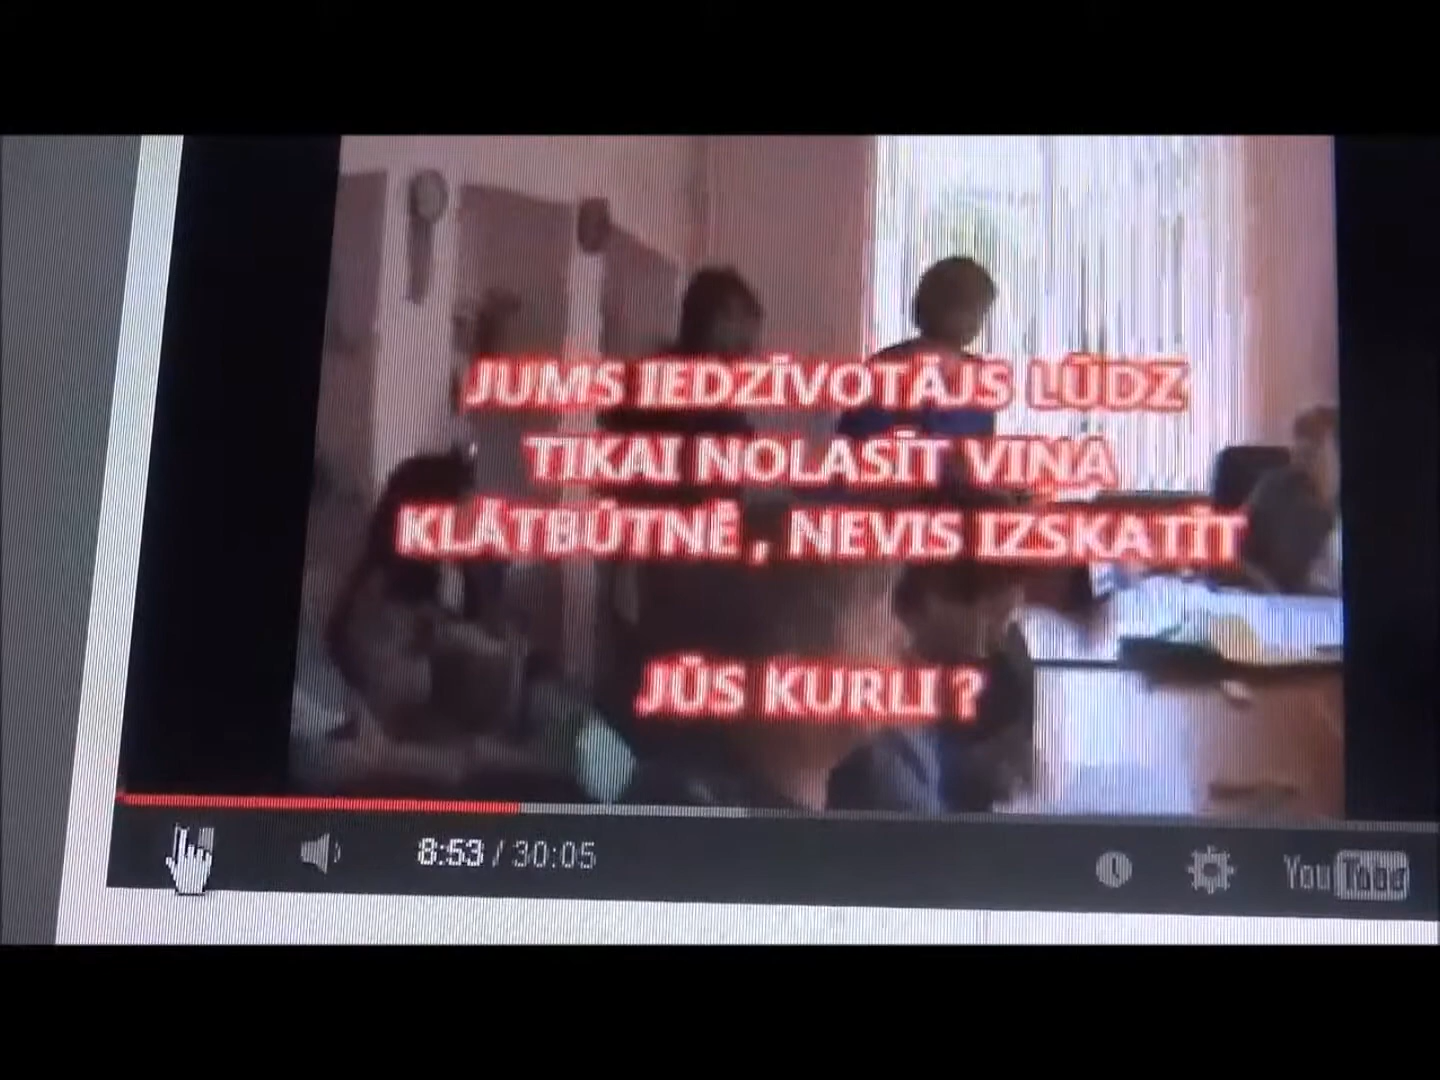 JUMS IEDZĪVOTĀJS LŪDZ
TIKAI NOLASĪT VIŅA
KLĀTBŪTNĒ , NEVIS IZSKATĪT
JŪS KURLI ?
8:53 / 30:05
YouTube